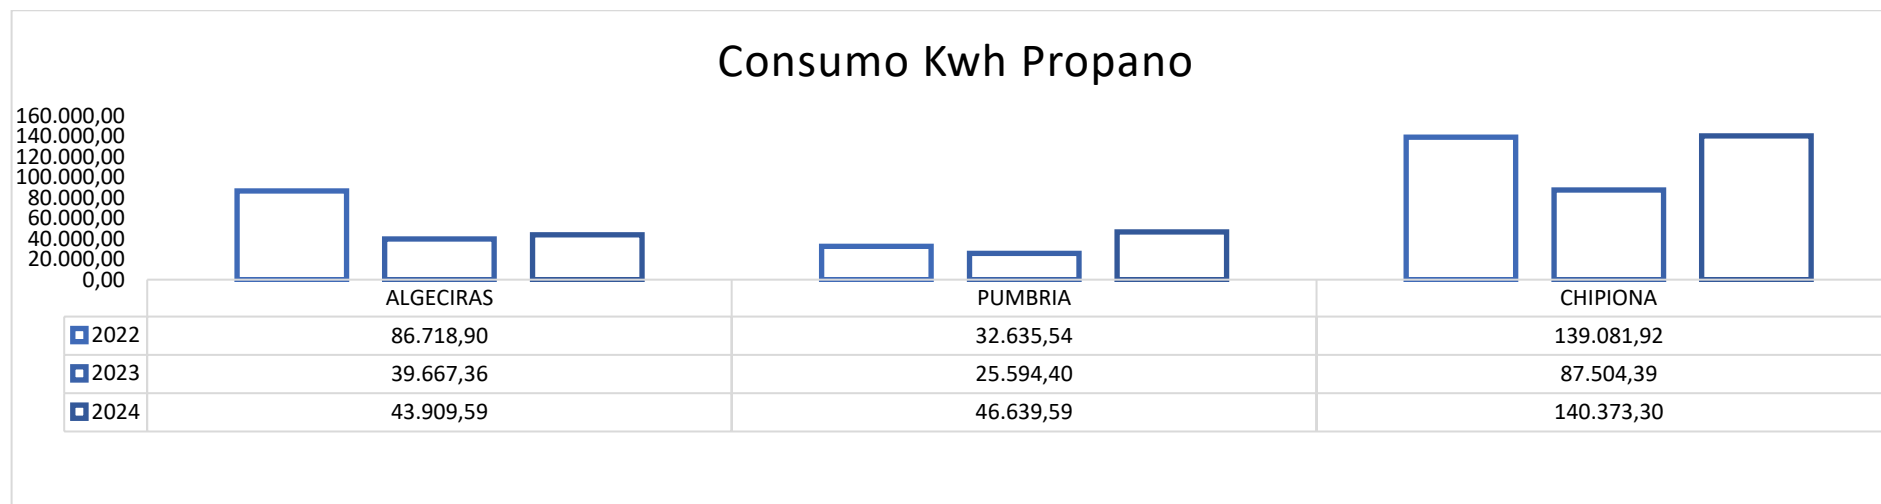 Consumo Kwh Propano
160.000,00
140.000,00
120.000,00
100.000,00
80.000,00
60.000,00
40.000,00
20.000,00
0,00
ALGECIRAS PUMBRIA CHIPIONA
2022 86.718,90 32.635,54 139.081,92
2023 39.667,36 25.594,40 87.504,39
2024 43.909,59 46.639,59 140.373,30